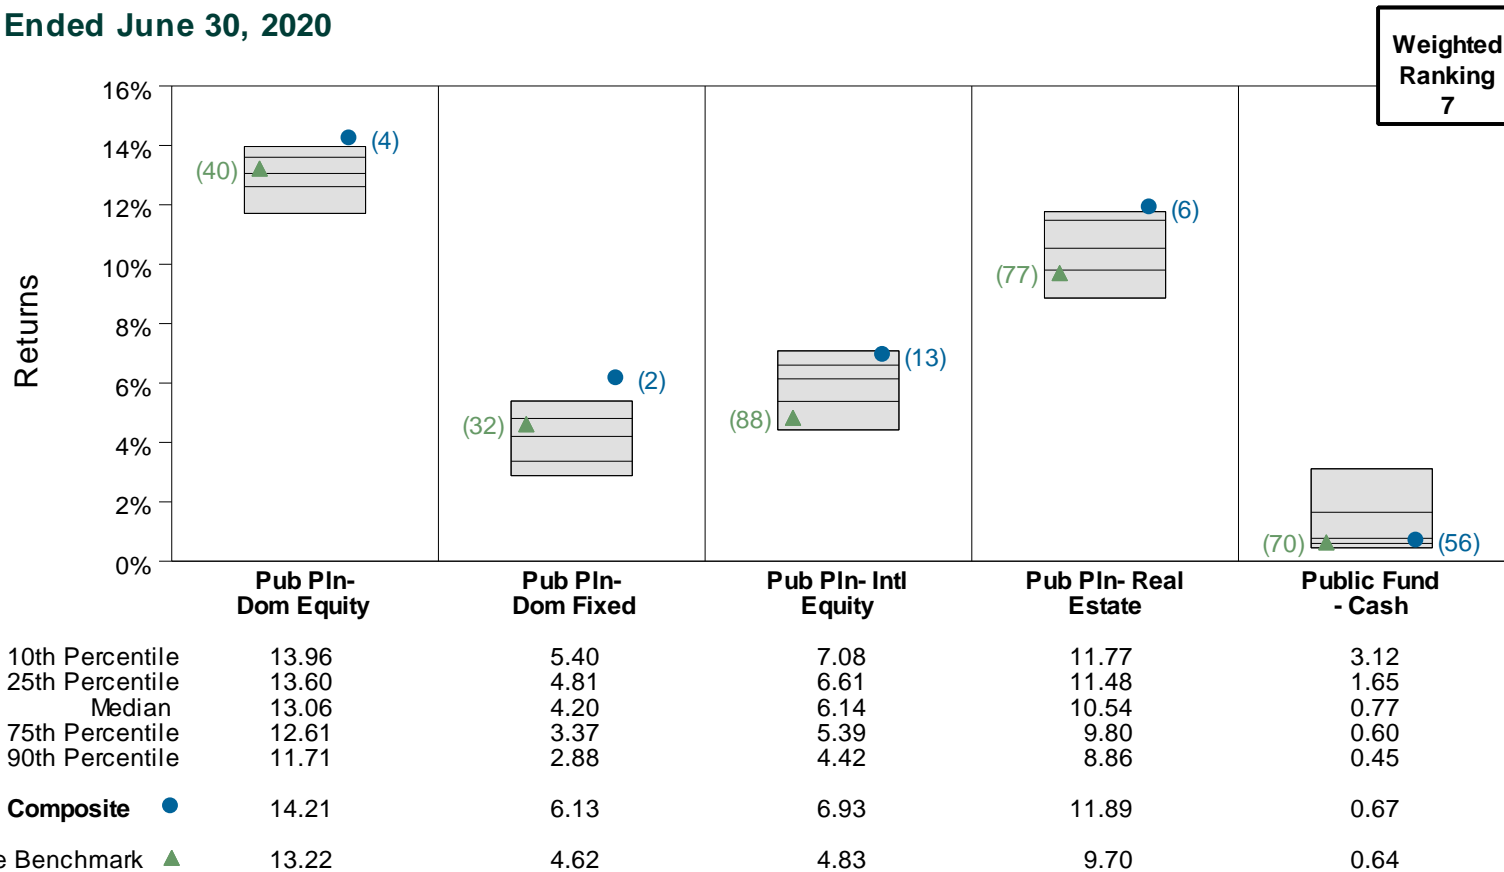 Ended June 30, 2020
Weighted
Ranking
7
Returns
16%
14%
12%
10%
8%
6%
4%
2%
0%
(40)
(4)
(32)
(2)
(88)
(13)
(77)
(6)
(70)
(56)
Pub Pln-
Dom Equity
Pub Pln-
Dom Fixed
Pub Pln- Intl
Equity
Pub Pln- Real
Estate
Public Fund
- Cash
10th Percentile 13.96 5.40 7.08 11.77 3.12
25th Percentile 13.60 4.81 6.61 11.48 1.65
Median 13.06 4.20 6.14 10.54 0.77
75th Percentile 12.61 3.37 5.39 9.80 0.60
90th Percentile 11.71 2.88 4.42 8.86 0.45
Composite 14.21 6.13 6.93 11.89 0.67
e Benchmark 13.22 4.62 4.83 9.70 0.64